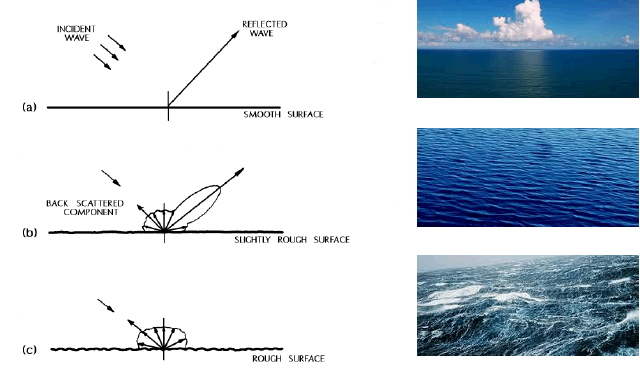 INCIDENT
WAVE
REFLECTED
WAVE
(a)
SMOOTH SURFACE
BACK SCATTERED
COMPONENT
(b)
SLIGHTLY ROUGH SURFACE
(c)
ROUGH SURFACE